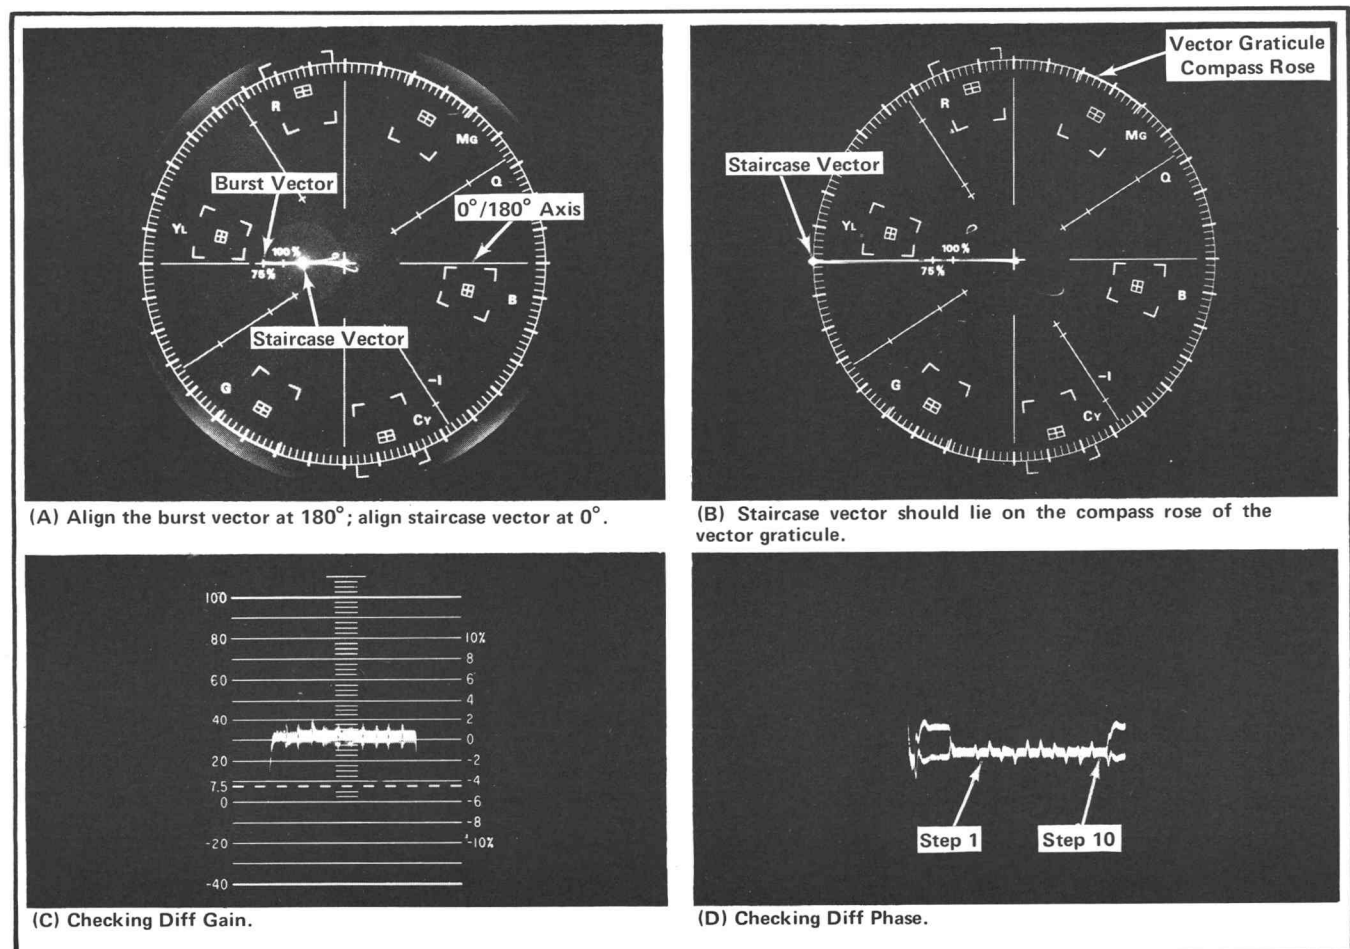 R
MG
Burst Vector
Q
0°/180° Axis
YL
100%
75%
B
Staircase Vector
-I
G
CY
(A) Align the burst vector at 180°; align staircase vector at 0°.
Vector Graticule
Compass Rose
R
MG
Staircase Vector
Q
YL
100%
75%
B
-I
G
CY
(B) Staircase vector should lie on the compass rose of the
vector graticule.
100
80 10%
8
60 6
4
40 2
0
20 -2
-4
7.5
0 -6
-8
-20 -10%
-40
(C) Checking Diff Gain.
Step 1
Step 10
(D) Checking Diff Phase.